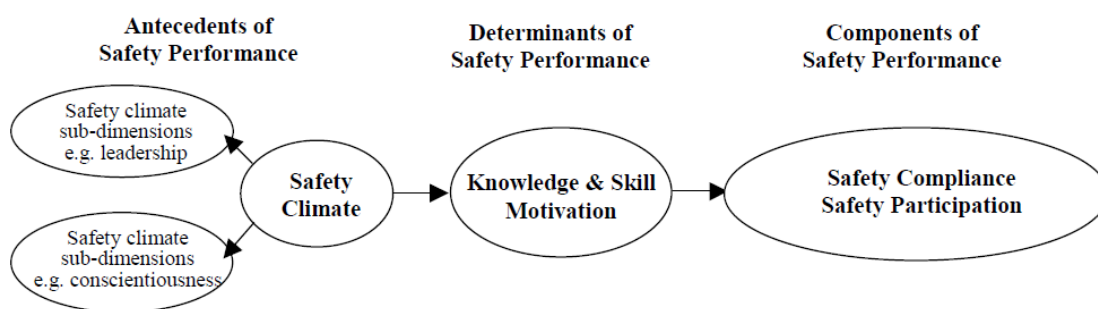 Antecedents of
Safety Performance
Determinants of
Safety Performance
Components of
Safety Performance
Safety climate
sub-dimensions
e.g. leadership
Safety
Climate
Knowledge & Skill
Motivation
Safety Compliance
Safety Participation
Safety climate
sub-dimensions
e.g. conscientiousness